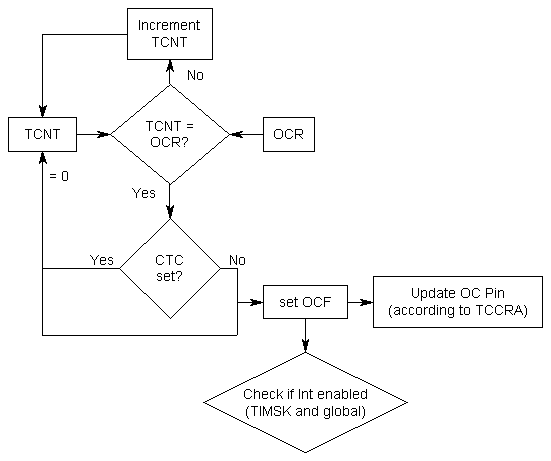 Increment
TCNT
No
TCNT
TCNT =
OCR?
OCR
= 0
Yes
Yes
CTC
set?
No
set OCF
Update OC Pin
(according to TCCRA)
Check if Int enabled
(TIMSK and global)